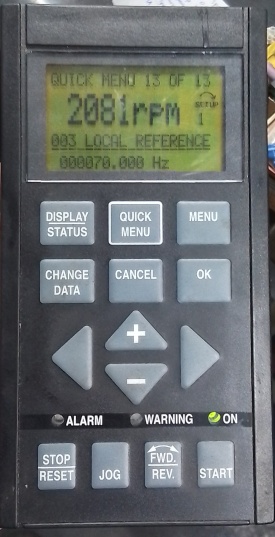 QUICK MENU 13 OF 13
2081rpm
SETUP
1
003 LOCAL REFERENCE
000070.000 Hz
DISPLAY STATUS
QUICK MENU
MENU
CHANGE DATA
CANCEL
OK
+
−
ALARM
WARNING
ON
STOP RESET
JOG
FWD. REV.
START